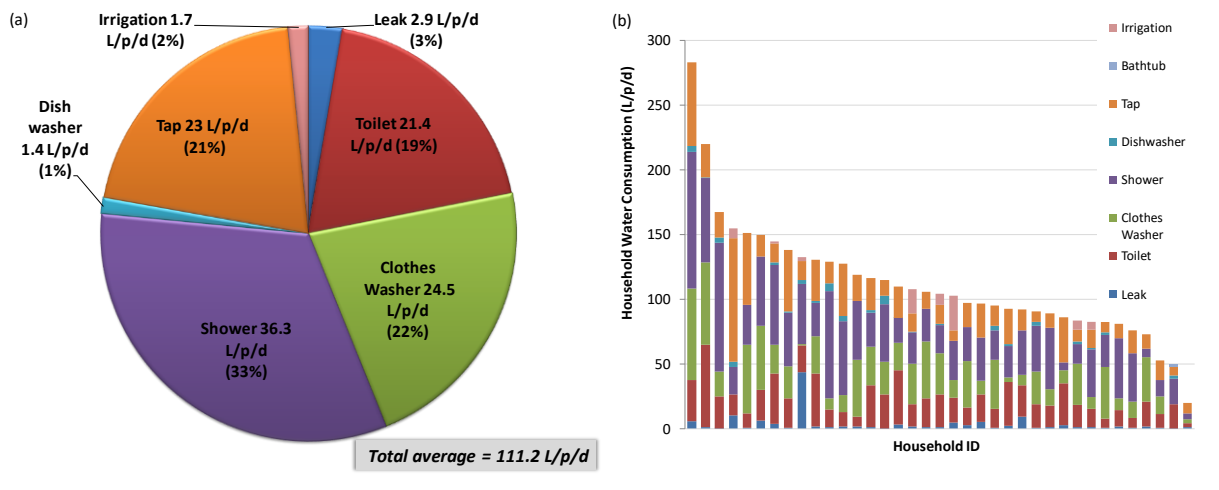 (a)
Irrigation 1.7
L/p/d (2%)
Leak 2.9 L/p/d
(3%)
Dish
washer
1.4 L/p/d
(1%)
Tap 23 L/p/d
(21%)
Toilet 21.4
L/p/d (19%)
Clothes
Washer 24.5
L/p/d
(22%)
Shower 36.3
L/p/d
(33%)
Total average = 111.2 L/p/d
(b)
Household Water Consumption (L/p/d)
300
250
200
150
100
50
0
Household ID
Irrigation
Bathtub
Tap
Dishwasher
Shower
Clothes
Washer
Toilet
Leak